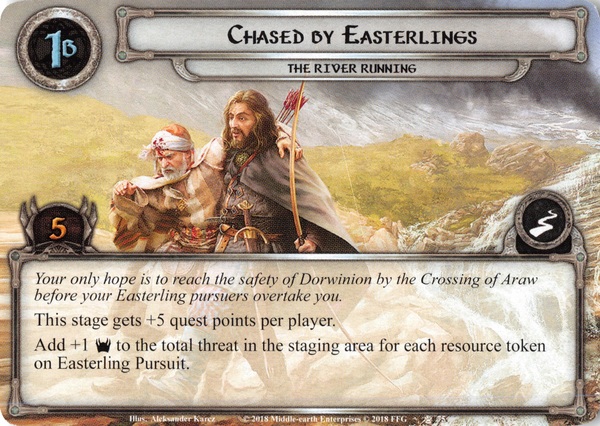 1B
CHASED BY EASTERLINGS
THE RIVER RUNNING
5
Your only hope is to reach the safety of Dorwinion by the Crossing of Araw
before your Easterling pursuers overtake you.
This stage gets +5 quest points per player.
Add +1 to the total threat in the staging area for each resource token
on Easterling Pursuit.
Illus. Aleksander Karcz © 2018 Middle-earth Enterprises © 2018 FFG